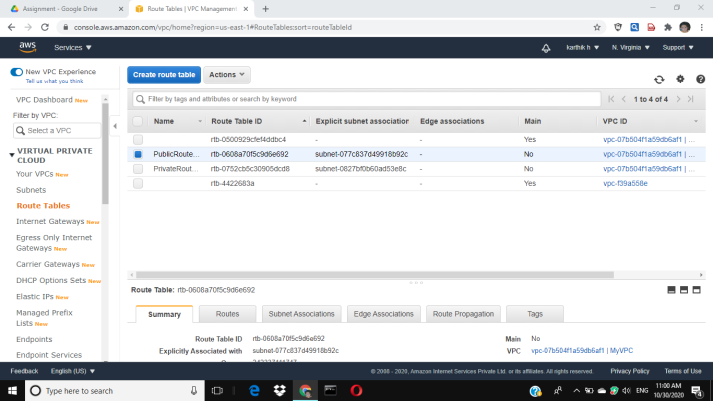 Assignment - Google Drive
Route Tables | VPC Management
console.aws.amazon.com/vpc/home?region=us-east-1#RouteTables:sort=routeTableId
aws Services karthik h N. Virginia Support
New VPC Experience
Tell us what you think
Create route table Actions
VPC Dashboard New
Filter by VPC:
Select a VPC
VIRTUAL PRIVATE CLOUD
Your VPCs New
Subnets
Route Tables
Internet Gateways New
Egress Only Internet
Gateways New
Carrier Gateways New
DHCP Options Sets New
Elastic IPs New
Managed Prefix
Lists New
Endpoints
Endpoint Services
Filter by tags and attributes or search by keyword 1 to 4 of 4
Name Route Table ID Explicit subnet association Edge associations Main VPC ID
rtb-0500929cfef4ddbc4 - - Yes vpc-07b504f1a59db6af1 | ...
PublicRoute... rtb-0608a70f5c9d6e692 subnet-077c837d49918b92c - No vpc-07b504f1a59db6af1 | ...
PrivateRout... rtb-0752cb5c30905dcd8 subnet-0827bf0b60ad53e8c - No vpc-07b504f1a59db6af1 | ...
rtb-4422683a - - Yes vpc-f39a558e
Route Table: rtb-0608a70f5c9d6e692
Summary Routes Subnet Associations Edge Associations Route Propagation Tags
Route Table ID rtb-0608a70f5c9d6e692 Main No
Explicitly Associated with subnet-077c837d49918b92c VPC vpc-07b504f1a59db6af1 | MyVPC
Feedback English (US) © 2008 - 2020, Amazon Internet Services Private Ltd. or its affiliates. All rights reserved. Privacy Policy Terms of Use
Type here to search
ENG
11:00 AM
10/30/2020
4